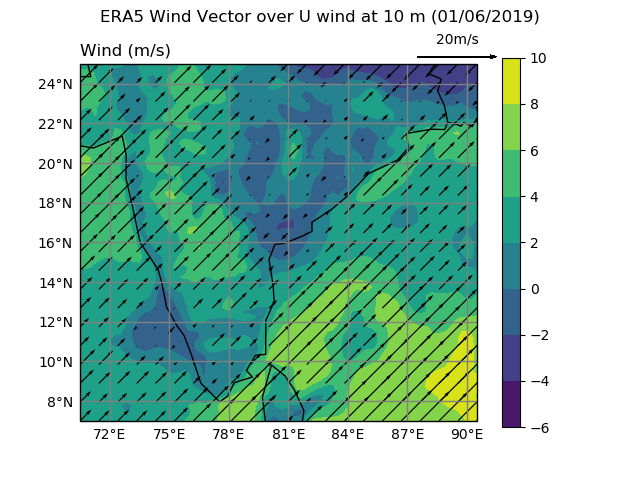 ERA5 Wind Vector over U wind at 10 m (01/06/2019)
20m/s
Wind (m/s)
24°N
22°N
20°N
18°N
16°N
14°N
12°N
10°N
8°N
72°E 75°E 78°E 81°E 84°E 87°E 90°E
10
8
6
4
2
0
−2
−4
−6